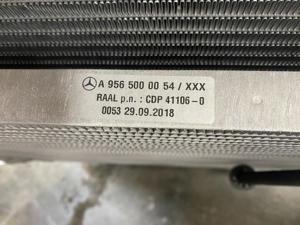 A 956 500 00 54 / XXX
RAAL p.n. : CDP 41106-0
0053 29.09.2018